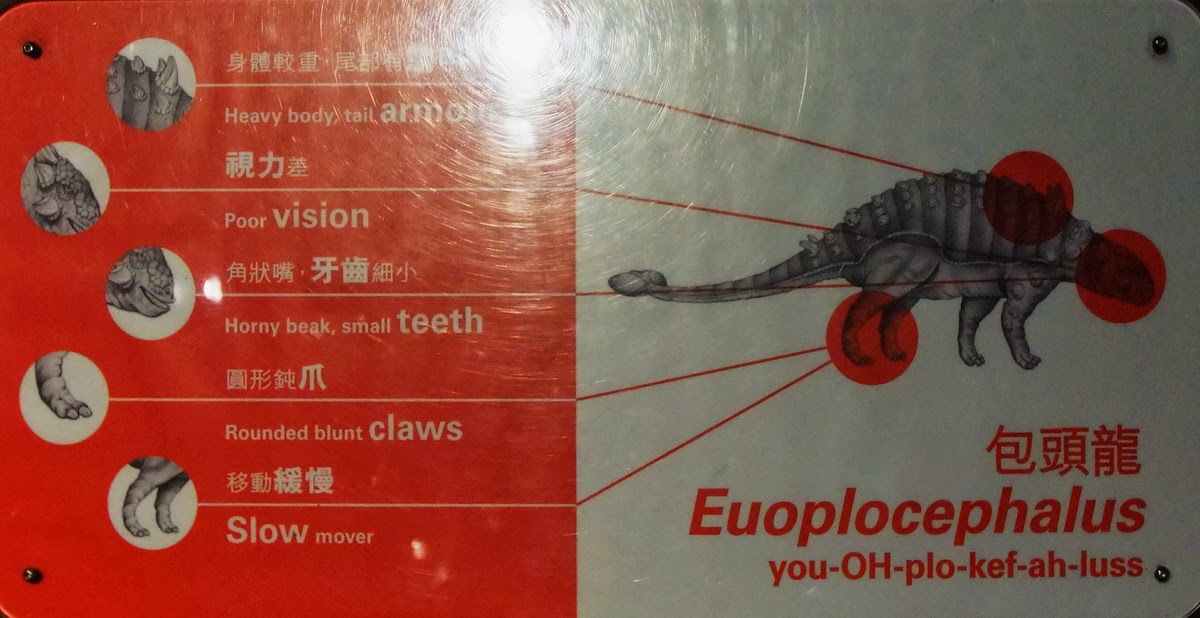 身體較重，尾部有
Heavy body, tail armour
視力差
Poor vision
角狀嘴，牙齒細小
Horny beak, small teeth
圓形鈍爪
Rounded blunt claws
移動緩慢
Slow mover
包頭龍
Euoplocephalus
you-OH-plo-kef-ah-luss